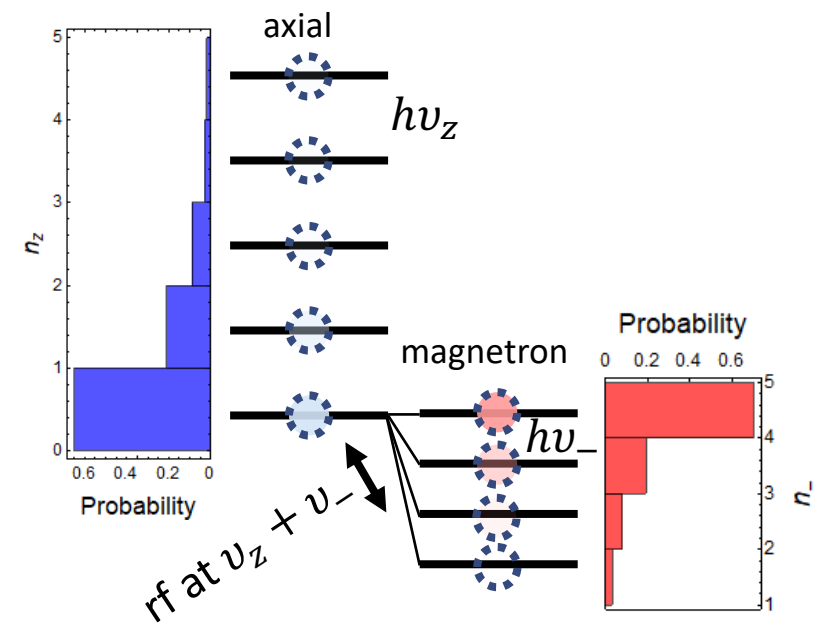 axial
hυ_z
5
4
3
2
1
0
n_z
0.6 0.4 0.2 0
Probability
magnetron
hυ_−
rf at υ_z + υ_−
Probability
0 0.2 0.4 0.6
5
4
3
2
1
n_−